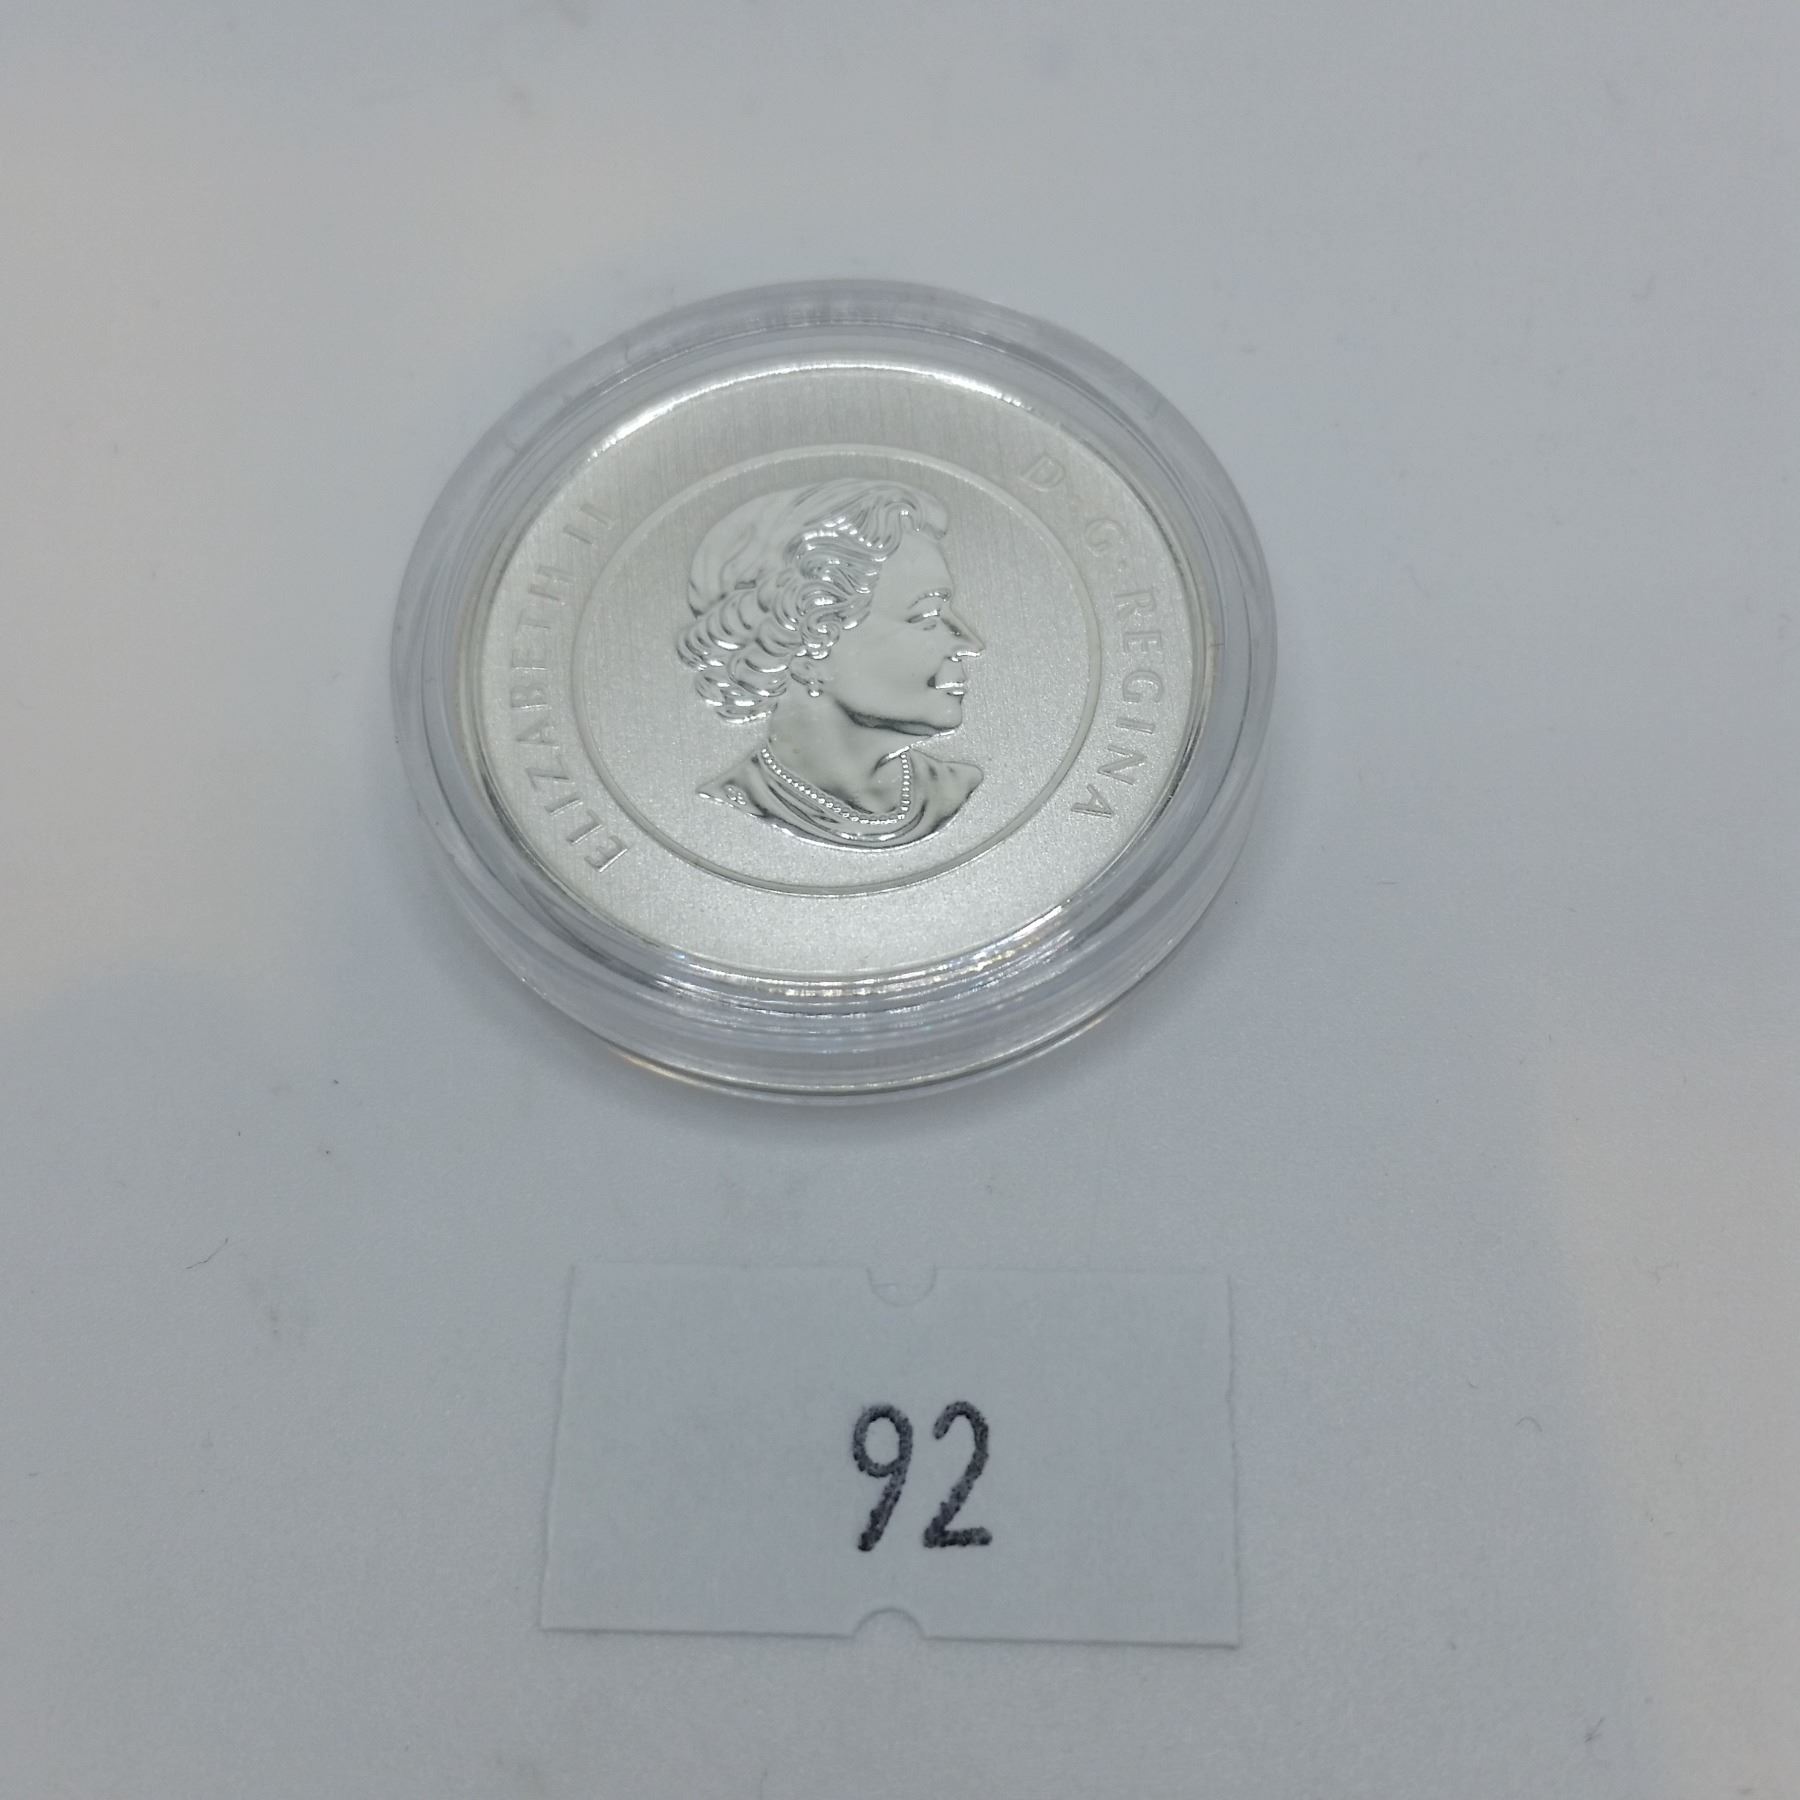 ELIZABETH II
D·G·REGINA
92